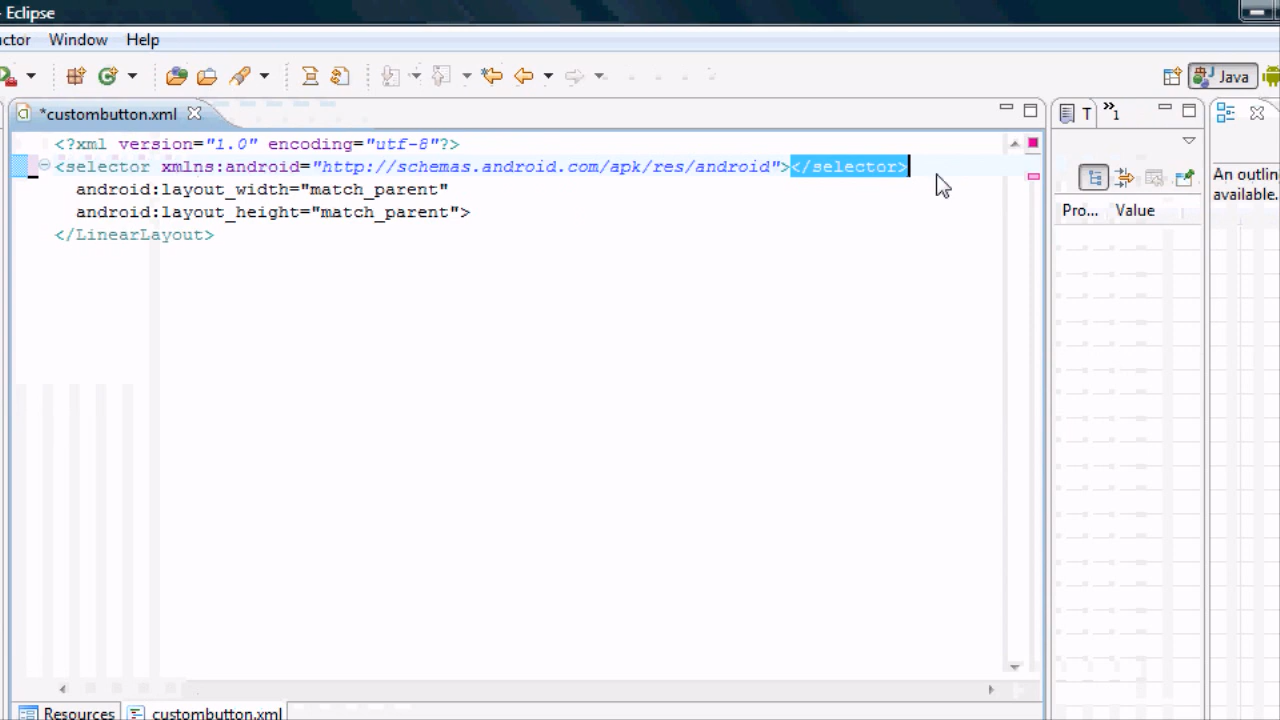 - Eclipse
ctor Window Help
Java
*custombutton.xml
T
»1
<?xml version="1.0" encoding="utf-8"?>
<selector xmlns:android="http://schemas.android.com/apk/res/android"></selector>
android:layout_width="match_parent"
android:layout_height="match_parent">
</LinearLayout>
Pro... Value
An outlin
available.
Resources
custombutton.xml